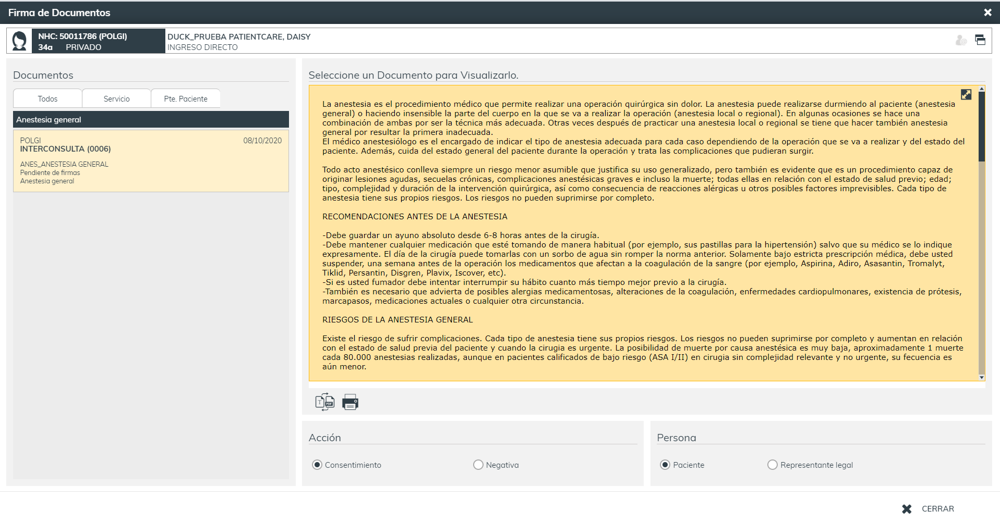 Firma de Documentos
NHC: 50011786 (POLGI)
34a PRIVADO
DUCK_PRUEBA PATIENTCARE, DAISY
INGRESO DIRECTO
Documentos
Todos
Servicio
Pte. Paciente
Anestesia general
POLGI 08/10/2020
INTERCONSULTA (0006)
ANES_ANESTESIA GENERAL
Pendiente de firmas
Anestesia general
Seleccione un Documento para Visualizarlo.
La anestesia es el procedimiento médico que permite realizar una operación quirúrgica sin dolor. La anestesia puede realizarse durmiendo al paciente (anestesia
general) o haciendo insensible la parte del cuerpo en la que se va a realizar la operación (anestesia local o regional). En algunas ocasiones se hace una
combinación de ambas por ser la técnica más adecuada. Otras veces después de practicar una anestesia local o regional se tiene que hacer también anestesia
general por resultar la primera inadecuada.
El médico anestesiólogo es el encargado de indicar el tipo de anestesia adecuada para cada caso dependiendo de la operación que se va a realizar y del estado del
paciente. Además, cuida del estado general del paciente durante la operación y trata las complicaciones que pudieran surgir.
Todo acto anestésico conlleva siempre un riesgo menor asumible que justifica su uso generalizado, pero también es evidente que es un procedimiento capaz de
originar lesiones agudas, secuelas crónicas, complicaciones anestésicas graves e incluso la muerte; todas ellas en relación con el estado de salud previo; edad;
tipo, complejidad y duración de la intervención quirúrgica, así como consecuencia de reacciones alérgicas u otros posibles factores imprevisibles. Cada tipo de
anestesia tiene sus propios riesgos. Los riesgos no pueden suprimirse por completo.
RECOMENDACIONES ANTES DE LA ANESTESIA
-Debe guardar un ayuno absoluto desde 6-8 horas antes de la cirugía.
-Debe mantener cualquier medicación que esté tomando de manera habitual (por ejemplo, sus pastillas para la hipertensión) salvo que su médico se lo indique
expresamente. El día de la cirugía puede tomarlas con un sorbo de agua sin romper la norma anterior. Solamente bajo estricta prescripción médica, debe usted
suspender, una semana antes de la operación los medicamentos que afectan a la coagulación de la sangre (por ejemplo, Aspirina, Adiro, Asasantin, Tromalyt,
Tiklid, Persantin, Disgren, Plavix, Iscover, etc).
-Si es usted fumador debe intentar interrumpir su hábito cuanto más tiempo mejor previo a la cirugía.
-También es necesario que advierta de posibles alergias medicamentosas, alteraciones de la coagulación, enfermedades cardiopulmonares, existencia de prótesis,
marcapasos, medicaciones actuales o cualquier otra circunstancia.
RIESGOS DE LA ANESTESIA GENERAL
Existe el riesgo de sufrir complicaciones. Cada tipo de anestesia tiene sus propios riesgos. Los riesgos no pueden suprimirse por completo y aumentan en relación
con el estado de salud previa del paciente y cuando la cirugia es urgente. La posibilidad de muerte por causa anestésica es muy baja, aproximadamente 1 muerte
cada 80.000 anestesias realizadas, aunque en pacientes calificados de bajo riesgo (ASA I/II) en cirugia sin complejidad relevante y no urgente, su fecuencia es
aún menor.
T PDF
Acción
Consentimiento
Negativa
Persona
Paciente
Representante legal
CERRAR